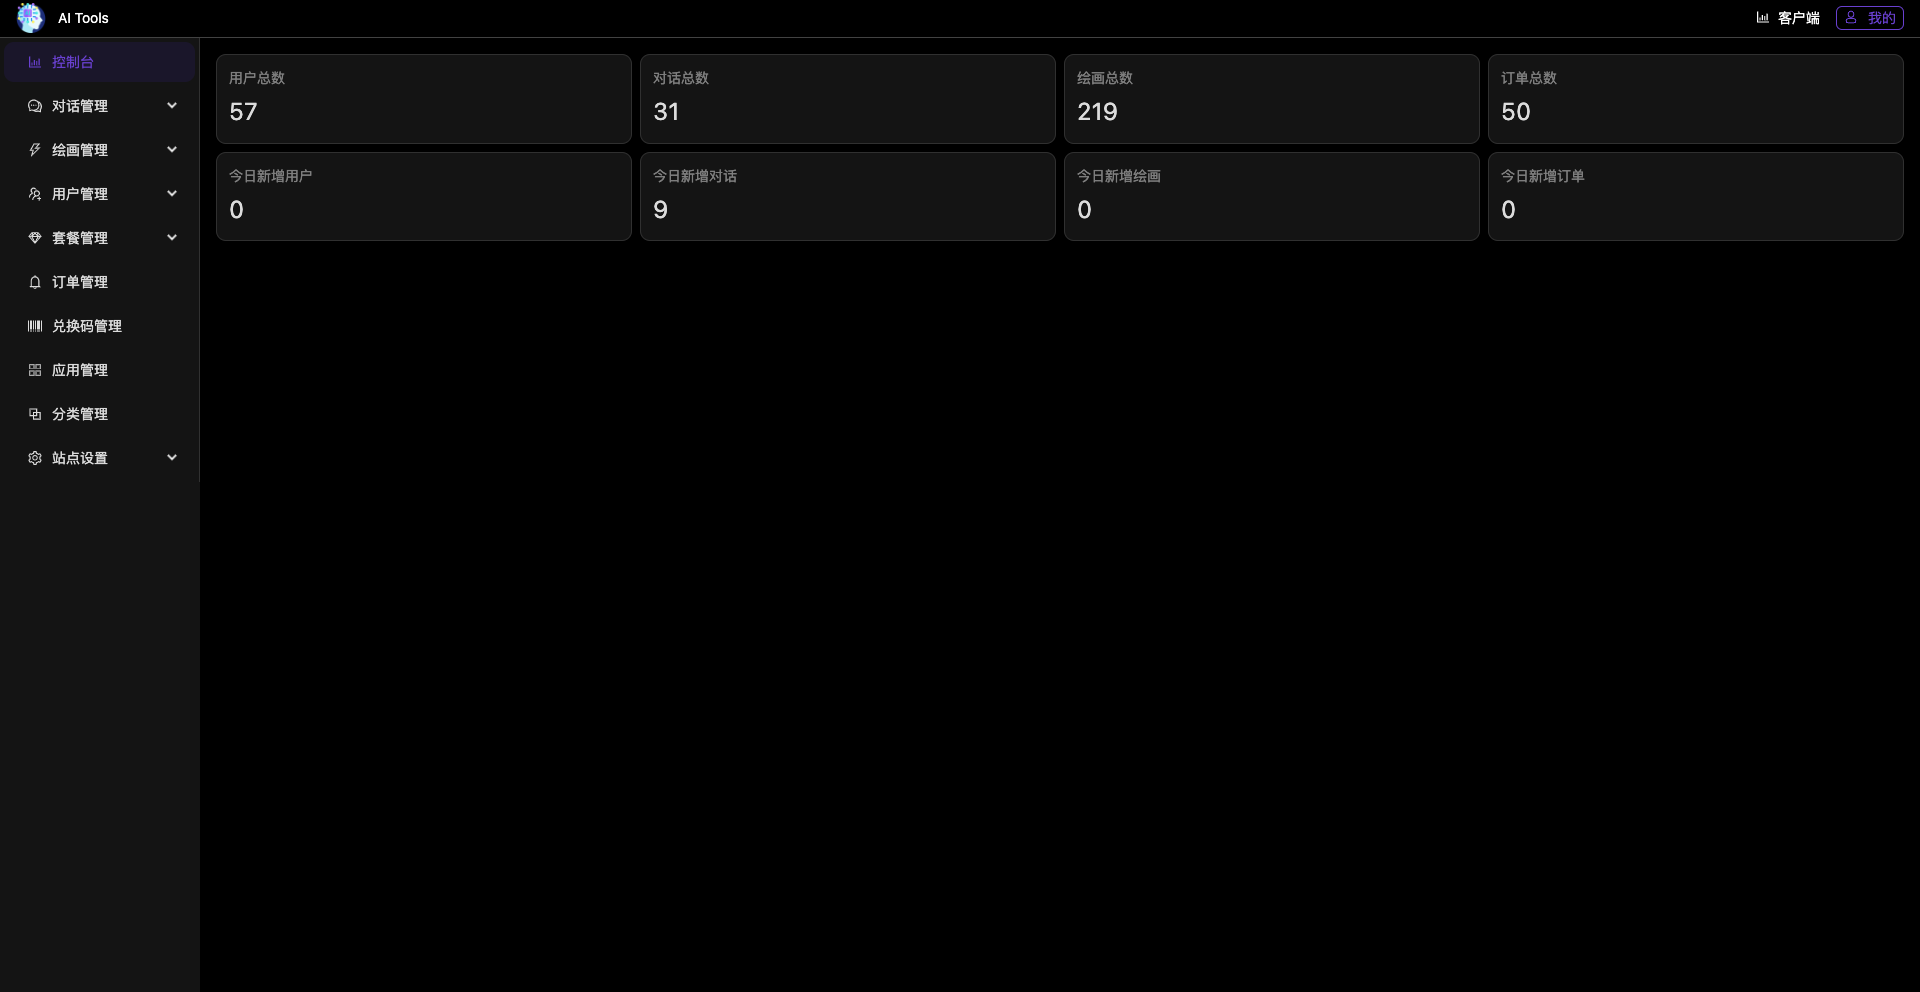 AI Tools
客户端
我的
控制台
对话管理
绘画管理
用户管理
套餐管理
订单管理
兑换码管理
应用管理
分类管理
站点设置
用户总数
57
对话总数
31
绘画总数
219
订单总数
50
今日新增用户
0
今日新增对话
9
今日新增绘画
0
今日新增订单
0